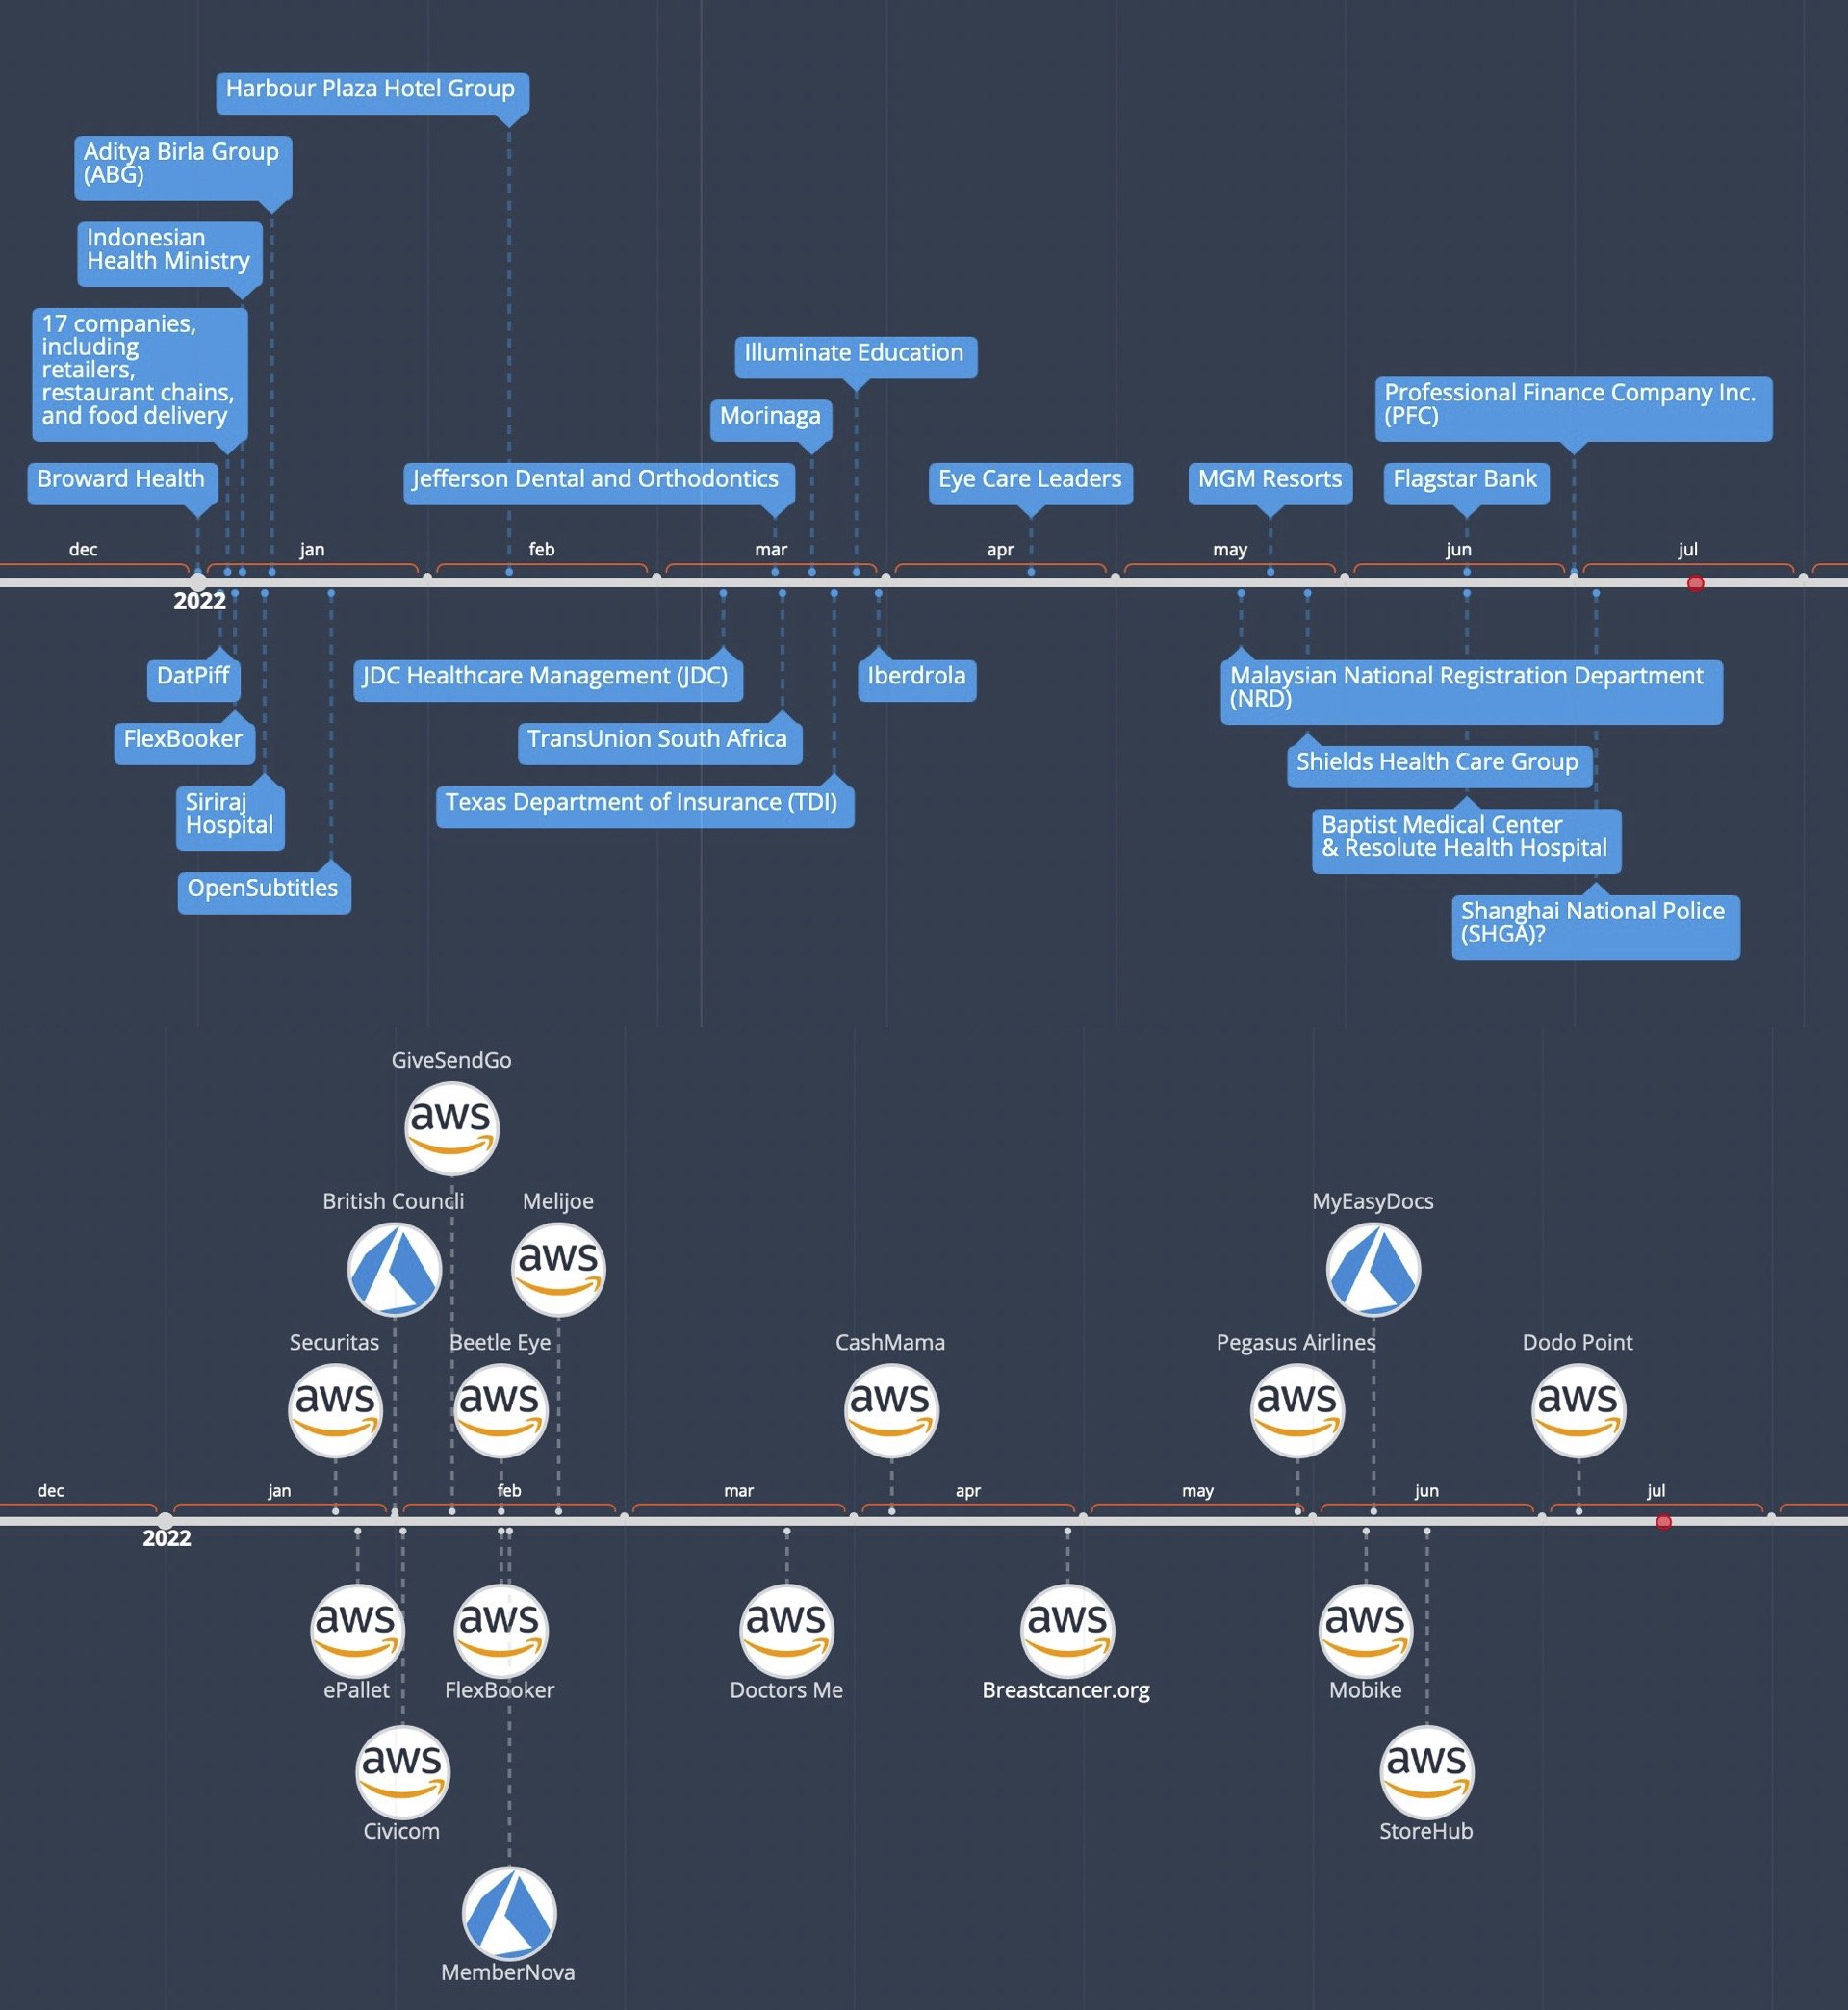 Harbour Plaza Hotel Group
Aditya Birla Group
(ABG)
Indonesian
Health Ministry
17 companies,
including
retailers,
restaurant chains,
and food delivery
Illuminate Education
Morinaga
Professional Finance Company Inc.
(PFC)
Broward Health
Jefferson Dental and Orthodontics
Eye Care Leaders
MGM Resorts
Flagstar Bank
dec
jan
feb
mar
apr
may
jun
jul
2022
DatPiff
JDC Healthcare Management (JDC)
Iberdrola
Malaysian National Registration Department
(NRD)
FlexBooker
TransUnion South Africa
Shields Health Care Group
Siriraj
Hospital
Texas Department of Insurance (TDI)
Baptist Medical Center
& Resolute Health Hospital
OpenSubtitles
Shanghai National Police
(SHGA)?
GiveSendGo
aws
British Councli
Melijoe
aws
MyEasyDocs
Securitas
aws
Beetle Eye
aws
CashMama
aws
Pegasus Airlines
aws
Dodo Point
aws
dec
jan
feb
mar
apr
may
jun
jul
2022
aws
ePallet
aws
FlexBooker
aws
Doctors Me
aws
Breastcancer.org
aws
Mobike
aws
Civicom
aws
StoreHub
MemberNova